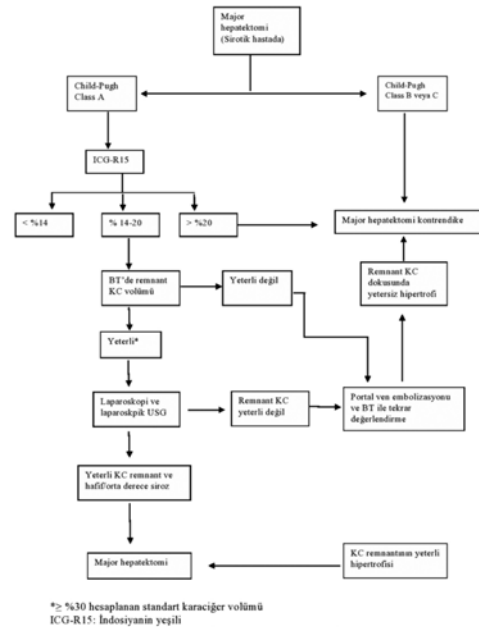 Major
hepatektomi
(Sirotik hastada)
Child-Pugh
Class A
Child-Pugh
Class B veya C
ICG-R15
< %14
% 14-20
> %20
Major hepatektomi kontrendike
BT'de remnant
KC volümü
Yeterli değil
Remnant KC
dokusunda
yetersiz hipertrofi
Yeterli*
Laparoskopi ve
laparoskpik USG
Remnant KC
yeterli değil
Portal ven embolizasyonu
ve BT ile tekrar
değerlendirme
Yeterli KC remnant ve
hafif/orta derece siroz
Major hepatektomi
KC remnantının yeterli
hipertrofisi
*≥ %30 hesaplanan standart karaciğer volümü
ICG-R15: İndosiyanin yeşili